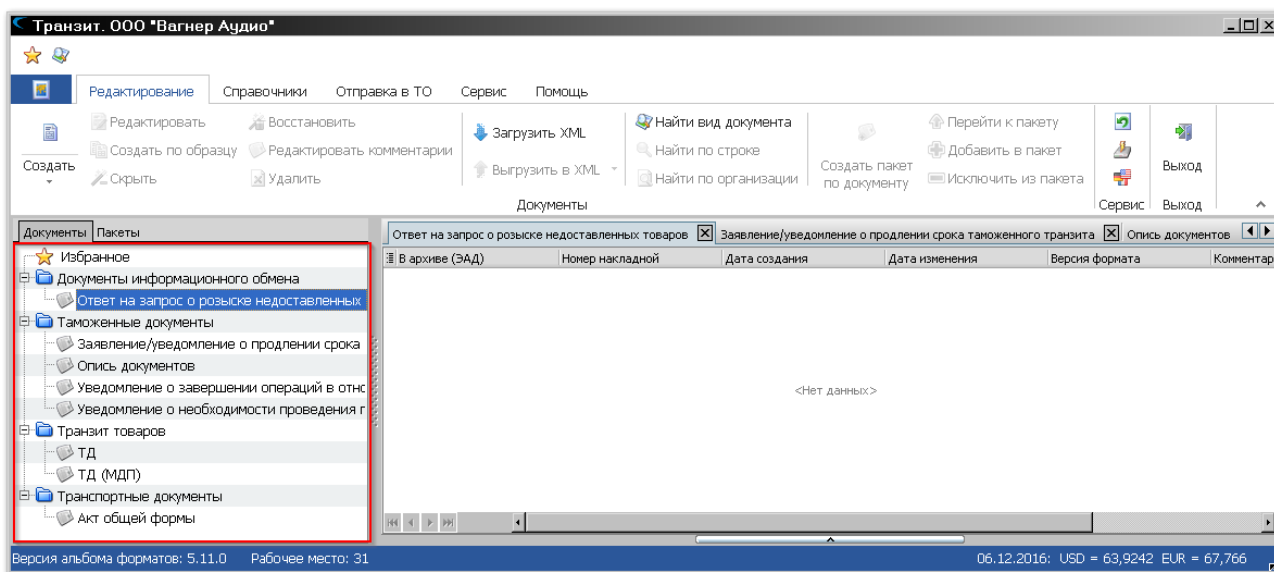 Транзит. ООО "Вагнер Аудио"
Редактирование Справочники Отправка в ТО Сервис Помощь
Создать
Редактировать
Создать по образцу
Скрыть
Восстановить
Редактировать комментарии
Удалить
Загрузить XML
Выгрузить в XML
Найти вид документа
Найти по строке
Найти по организации
Создать пакет
по документу
Перейти к пакету
Добавить в пакет
Исключить из пакета
Выход
Документы Сервис Выход
Документы Пакеты
Избранное
Документы информационного обмена
Ответ на запрос о розыске недоставленных
Таможенные документы
Заявление/уведомление о продлении срока
Опись документов
Уведомление о завершении операций в отно
Уведомление о необходимости проведения г
Транзит товаров
ТД
ТД (МДП)
Транспортные документы
Акт общей формы
Ответ на запрос о розыске недоставленных товаров Заявление/уведомление о продлении срока таможенного транзита Опись документов
В архиве (ЭАД) Номер накладной Дата создания Дата изменения Версия формата Комментар
<Нет данных>
Версия альбома форматов: 5.11.0 Рабочее место: 31 06.12.2016: USD = 63,9242 EUR = 67,766